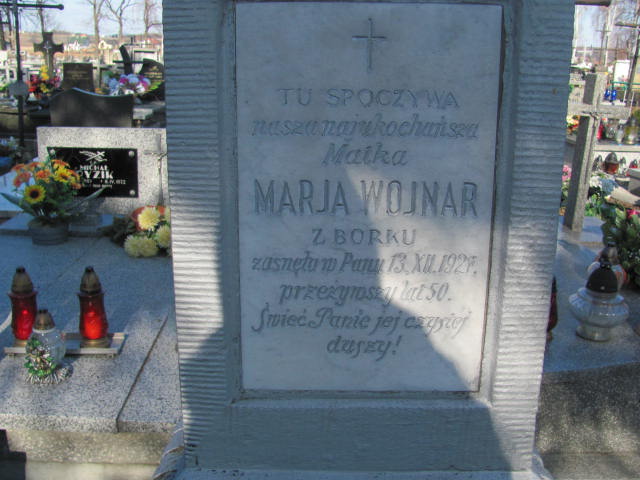 TU SPOCZYWA
nasza najukochańsza
Matka
MARJA WOJNAR
Z BORKU
zasnęła w Panu 13. XII. 1927.
przeżywszy lat 50.
Świeć Panie jej czystej
duszy!
MICHAŁ